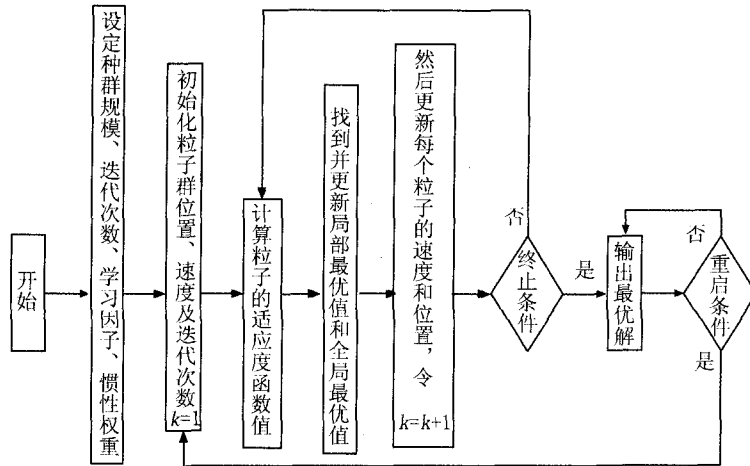 开始
设定种群规模、迭代次数、学习因子、惯性权重
初始化粒子群位置、速度及迭代次数
k=1
计算粒子的适应度函数值
找到并更新局部最优值和全局最优值
然后更新每个粒子的速度和位置，令
k=k+1
否
终止条件
是
输出最优解
否
重启条件
是